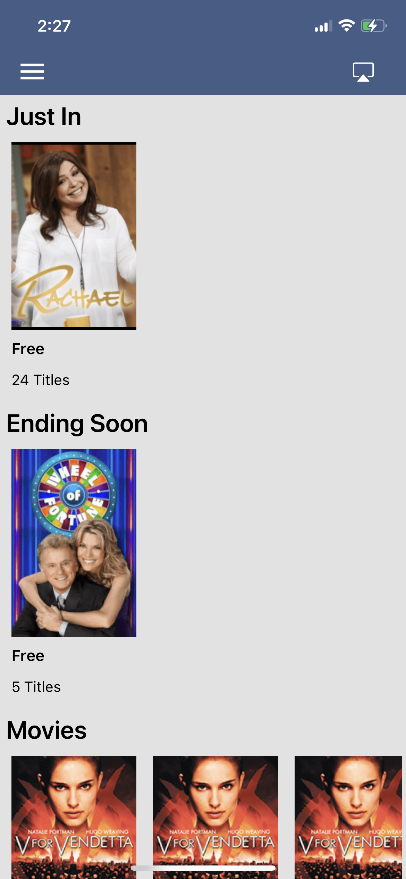 2:27
Just In
RACHAEL
Free
24 Titles
Ending Soon
WHEEL
of
FORTUNE
Free
5 Titles
Movies
NATALIE PORTMAN HUGO WEAVING
V FOR VENDETTA
NATALIE PORTMAN HUGO WEAVING
V FOR VENDETTA
NATALIE PORTMAN HUGO WEAVING
V FOR VENDETTA